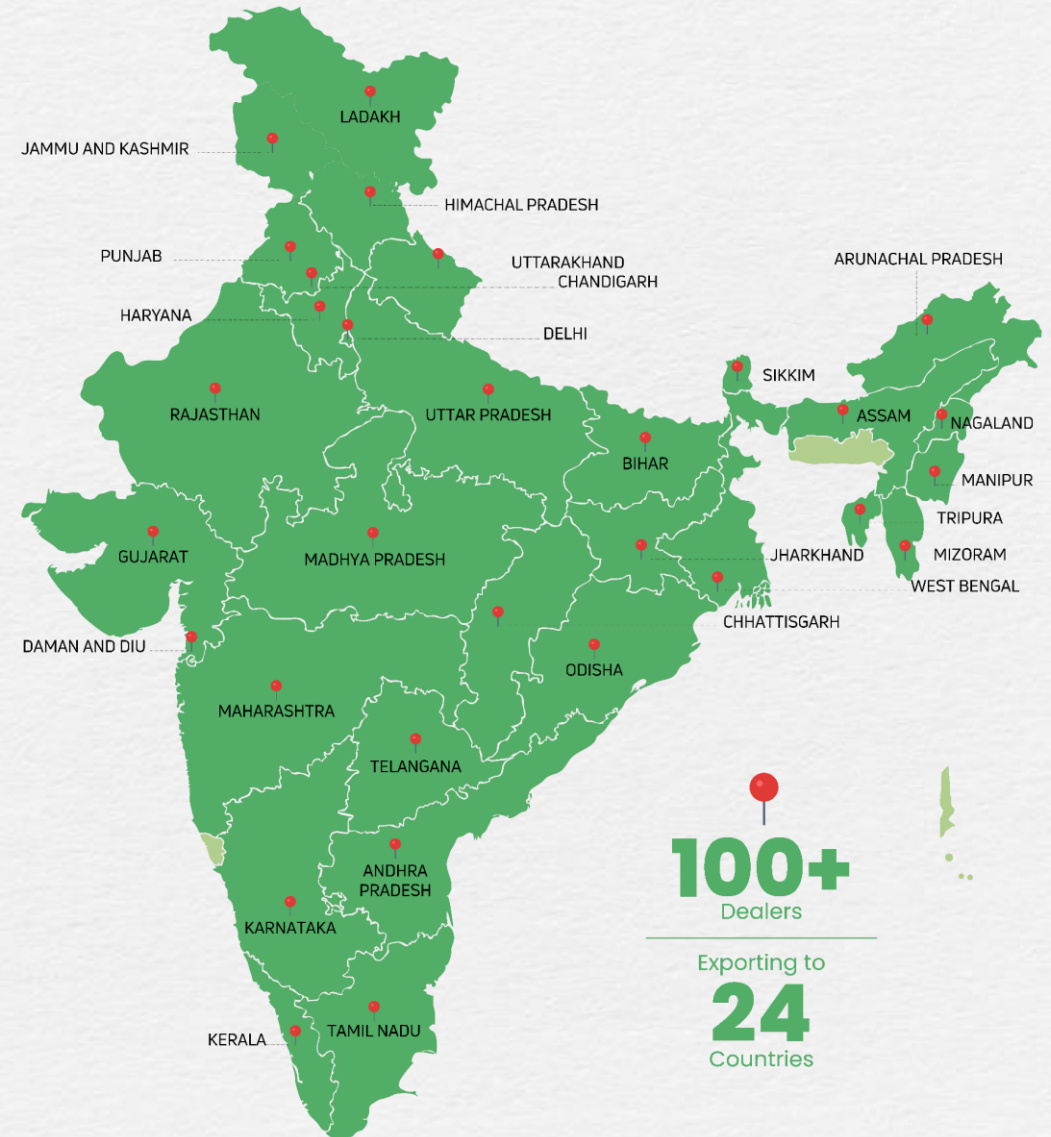 LADAKH
JAMMU AND KASHMIR
HIMACHAL PRADESH
PUNJAB
UTTARAKHAND
CHANDIGARH
ARUNACHAL PRADESH
HARYANA
DELHI
SIKKIM
RAJASTHAN
UTTAR PRADESH
ASSAM
NAGALAND
BIHAR
MANIPUR
TRIPURA
GUJARAT
MADHYA PRADESH
JHARKHAND
MIZORAM
WEST BENGAL
CHHATTISGARH
DAMAN AND DIU
ODISHA
MAHARASHTRA
TELANGANA
ANDHRA
PRADESH
KARNATAKA
KERALA
TAMIL NADU
100+
Dealers
Exporting to
24
Countries